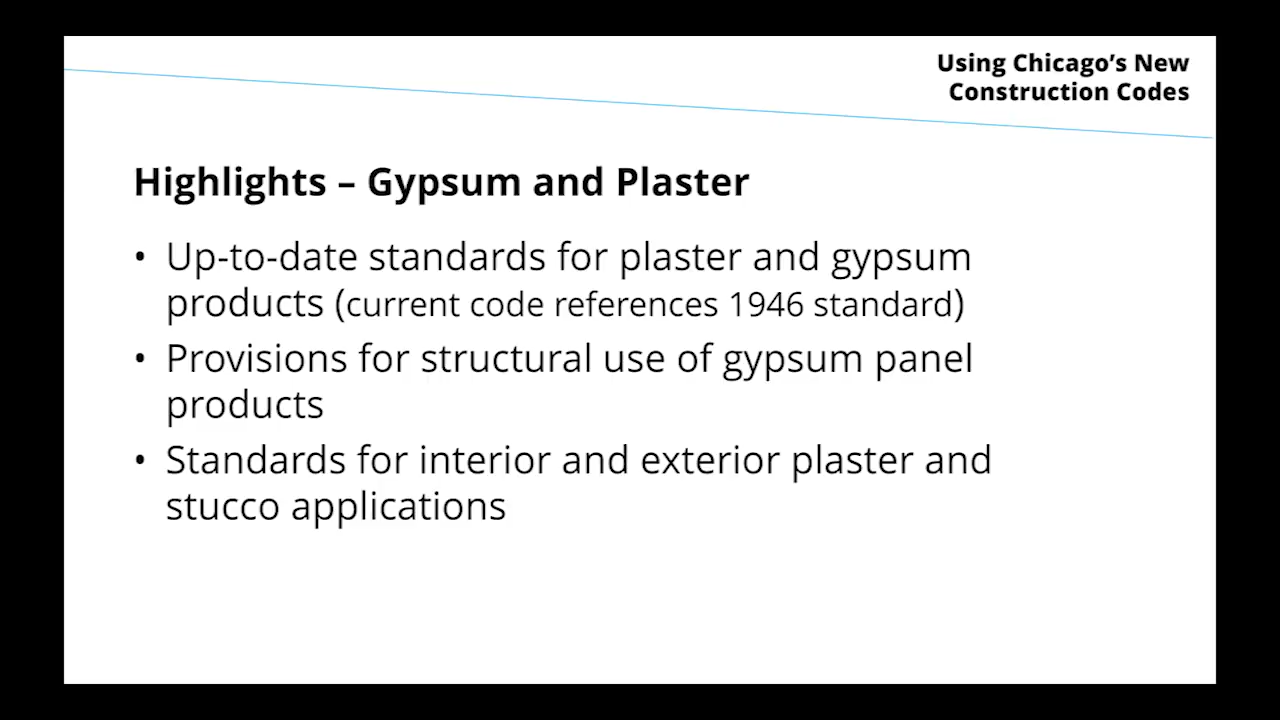 Using Chicago’s New
Construction Codes
Highlights – Gypsum and Plaster
• Up-to-date standards for plaster and gypsum
products (current code references 1946 standard)
• Provisions for structural use of gypsum panel
products
• Standards for interior and exterior plaster and
stucco applications